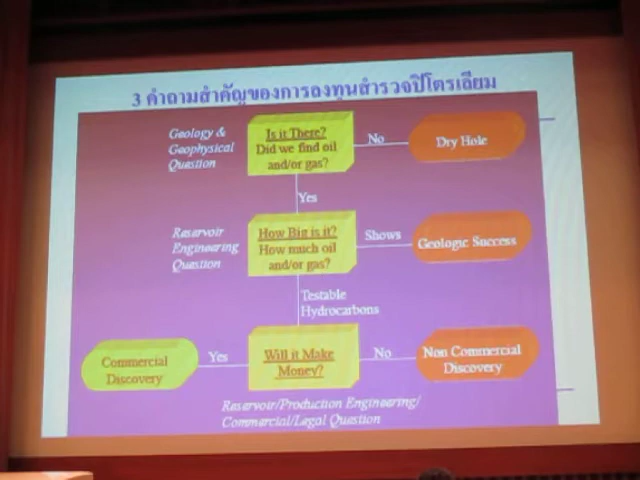 3 คำถามสำคัญของการลงทุนสำรวจปิโตรเลียม
Geology &
Geophysical
Question
Is it There?
Did we find oil
and/or gas?
No
Dry Hole
Yes
Reservoir
Engineering
Question
How Big is it?
How much oil
and/or gas?
Shows
Geologic Success
Testable
Hydrocarbons
Commercial
Discovery
Yes
Will it Make
Money?
No
Non Commercial
Discovery
Reservoir/Production Engineering/
Commercial/Legal Question